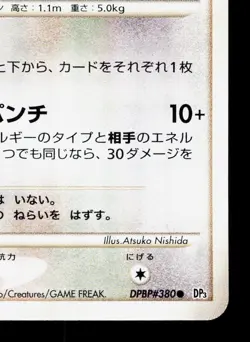 ン 高さ:1.1m 重さ:5.0kg
と下から、カードをそれぞれ1枚
パンチ 10+
ルギーのタイプと相手のエネル
つでも同じなら、30ダメージを
は いない。
の ねらいを はずす。
Illus.Atsuko Nishida
抗力 にげる
o/Creatures/GAME FREAK. DPBP#380● DP3